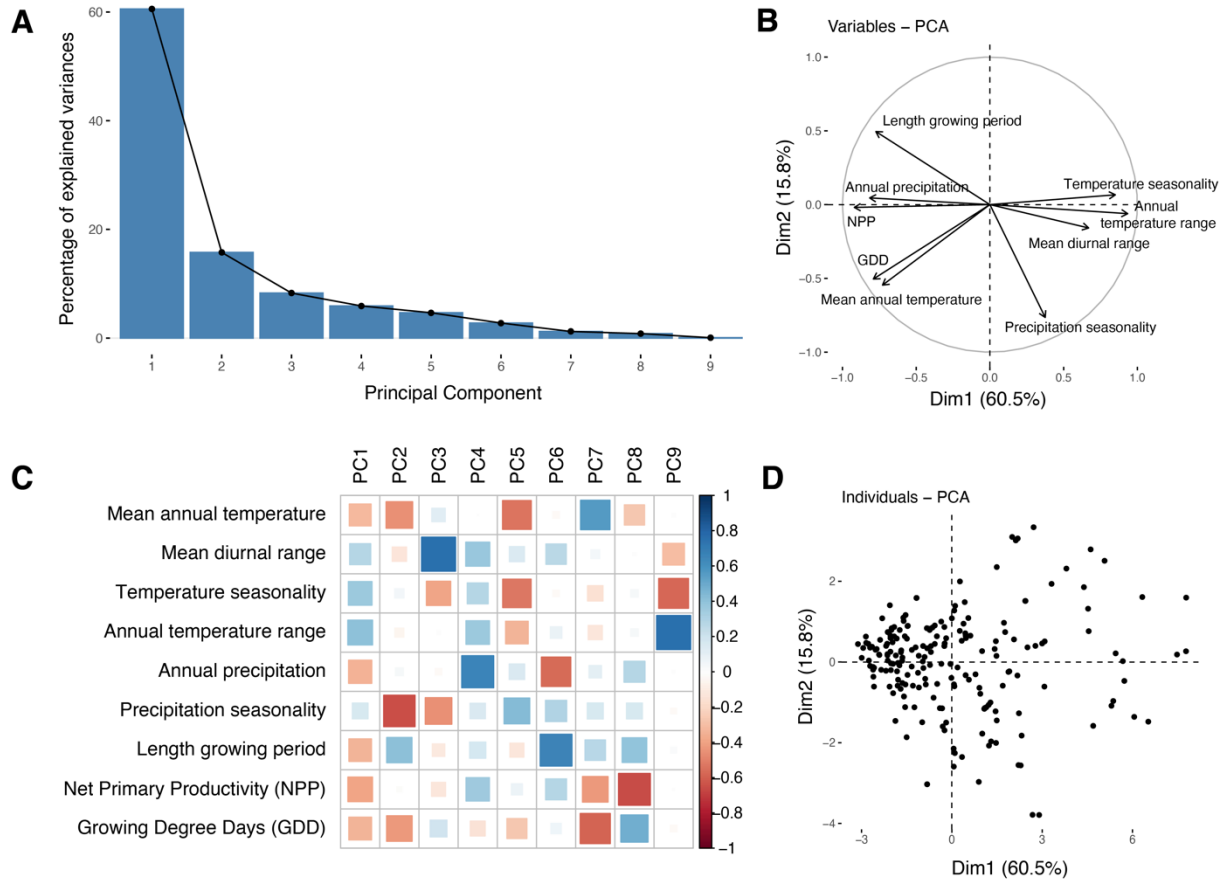 A
Percentage of explained variances
60
40
20
0
1 2 3 4 5 6 7 8 9
Principal Component
B
Variables – PCA
Dim2 (15.8%)
1.0
0.5
0.0
−0.5
−1.0
Length growing period
Annual precipitation
NPP
GDD
Mean annual temperature
Temperature seasonality
Annual
temperature range
Mean diurnal range
Precipitation seasonality
−1.0 −0.5 0.0 0.5 1.0
Dim1 (60.5%)
C
PC1 PC2 PC3 PC4 PC5 PC6 PC7 PC8 PC9
Mean annual temperature
Mean diurnal range
Temperature seasonality
Annual temperature range
Annual precipitation
Precipitation seasonality
Length growing period
Net Primary Productivity (NPP)
Growing Degree Days (GDD)
1
0.8
0.6
0.4
0.2
0
−0.2
−0.4
−0.6
−0.8
−1
D
Individuals – PCA
Dim2 (15.8%)
2
0
−2
−4
−3 0 3 6
Dim1 (60.5%)